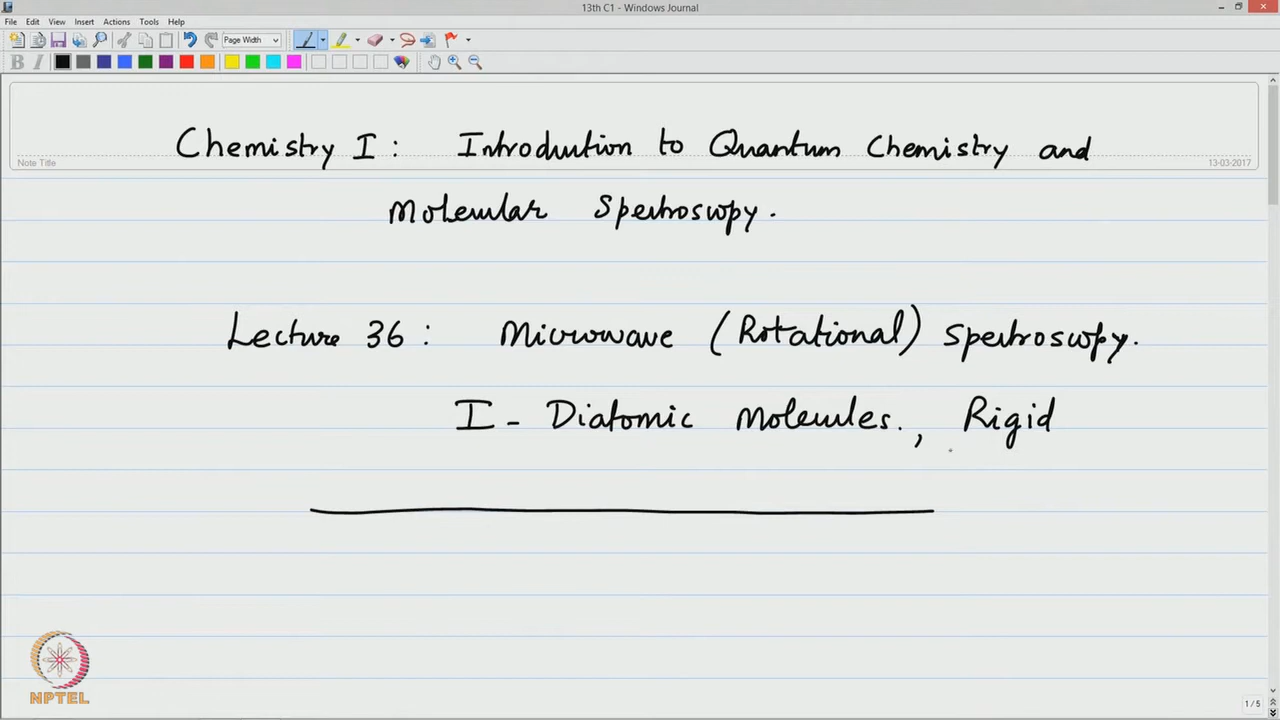 13th C1 - Windows Journal
File Edit View Insert Actions Tools Help
Page Width
B I
Chemistry I : Introduction to Quantum Chemistry and
Note Title
13-03-2017
Molecular Spectroscopy.
Lecture 36 : Microwave (Rotational) Spectroscopy.
I - Diatomic Molecules., Rigid
NPTEL
1 / 5